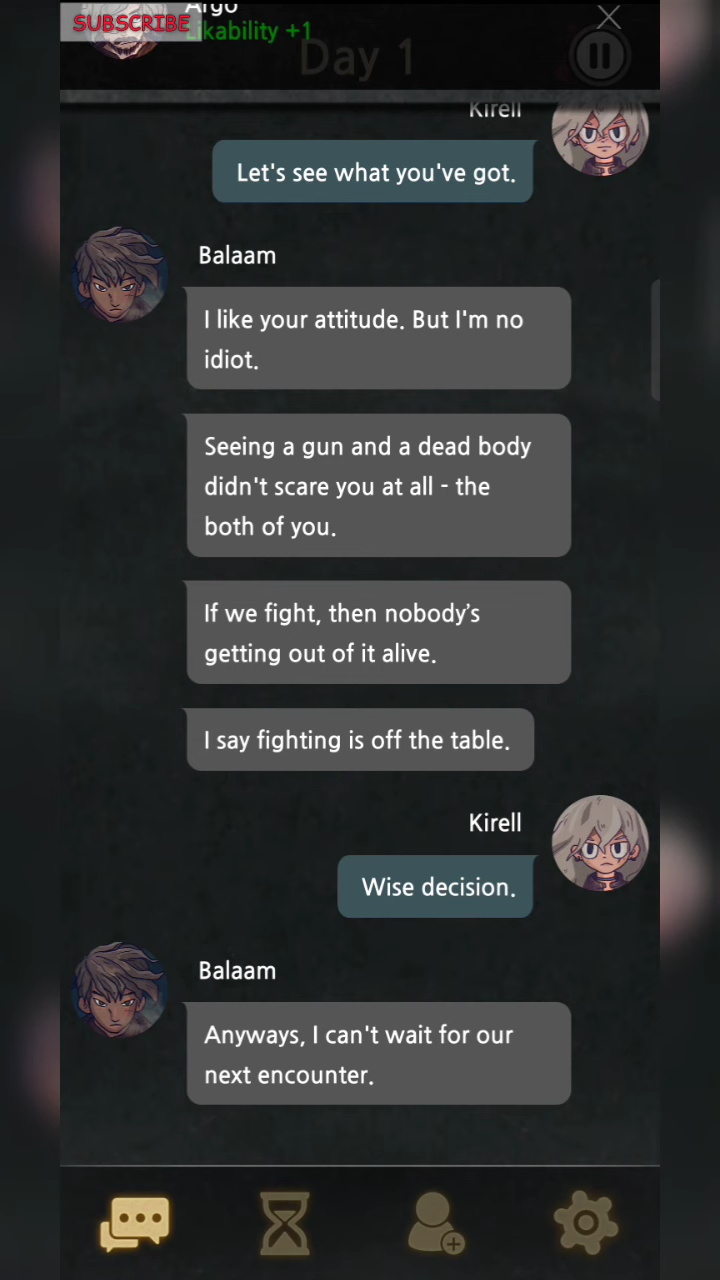 Argo
SUBSCRIBE
Likability +1
Day 1
Kirell
Let's see what you've got.
Balaam
I like your attitude. But I'm no
idiot.
Seeing a gun and a dead body
didn't scare you at all - the
both of you.
If we fight, then nobody’s
getting out of it alive.
I say fighting is off the table.
Kirell
Wise decision.
Balaam
Anyways, I can't wait for our
next encounter.